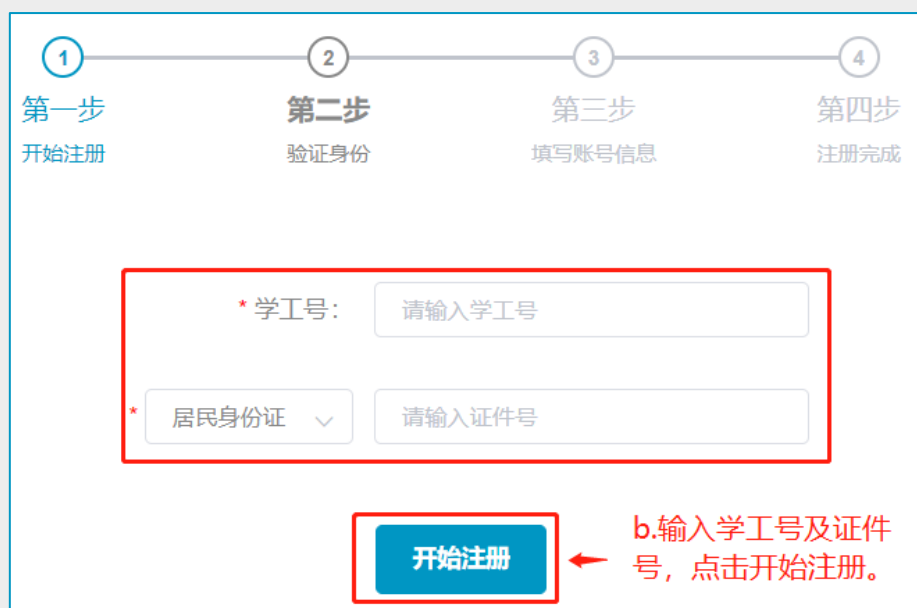 1 2 3 4
第一步 第二步 第三步 第四步
开始注册 验证身份 填写账号信息 注册完成
* 学工号： 请输入学工号
* 居民身份证 请输入证件号
开始注册
b.输入学工号及证件
号，点击开始注册。